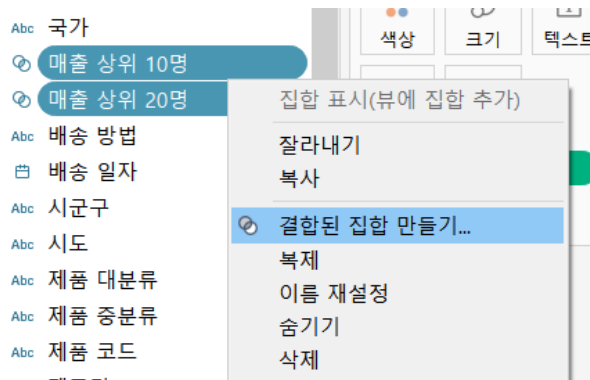 Abc 국가
매출 상위 10명
매출 상위 20명
Abc 배송 방법
배송 일자
Abc 시군구
Abc 시도
Abc 제품 대분류
Abc 제품 중분류
Abc 제품 코드
색상
크기
텍스트
집합 표시(뷰에 집합 추가)
잘라내기
복사
결합된 집합 만들기...
복제
이름 재설정
숨기기
삭제